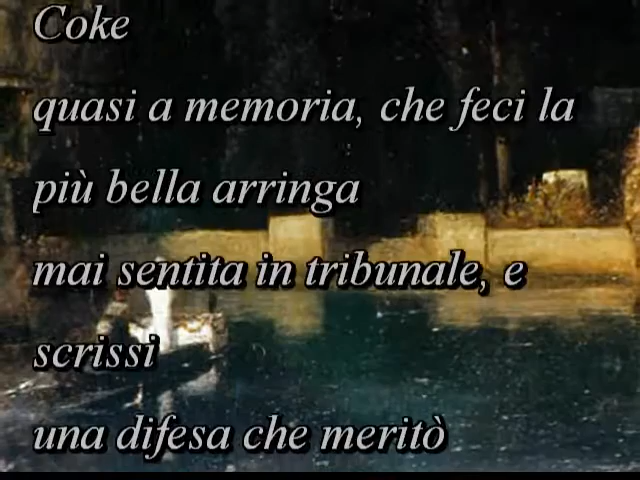 Coke
quasi a memoria, che feci la
più bella arringa
mai sentita in tribunale, e
scrissi
una difesa che meritò